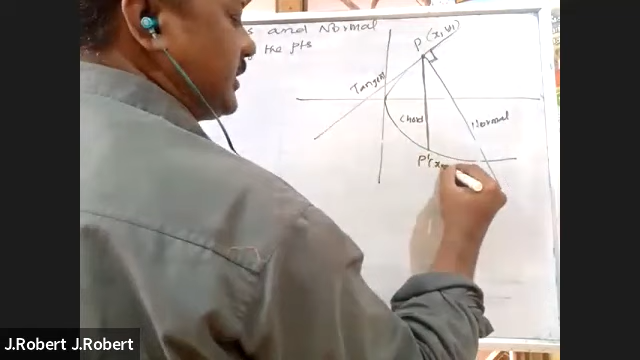 s and Normal
the pts
P (x₁, y₁)
Tangent
chord
Normal
P'(x
J.Robert J.Robert